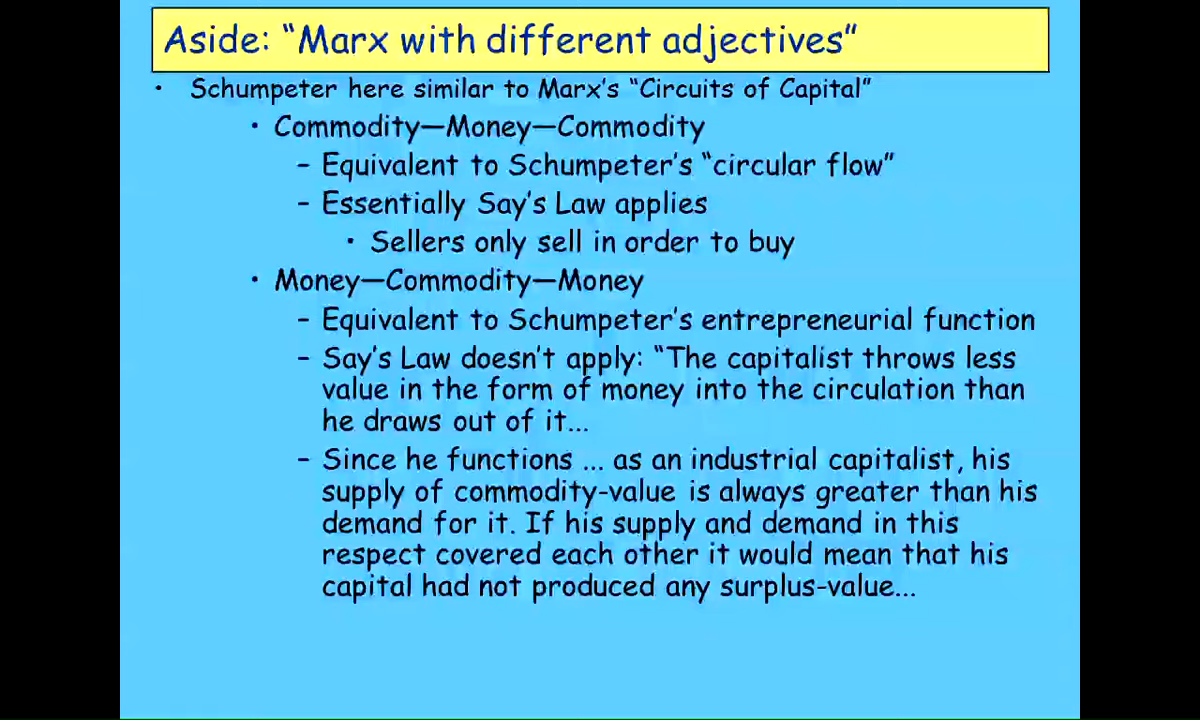 Aside: “Marx with different adjectives”
• Schumpeter here similar to Marx’s “Circuits of Capital”
• Commodity—Money—Commodity
– Equivalent to Schumpeter’s “circular flow”
– Essentially Say’s Law applies
• Sellers only sell in order to buy
• Money—Commodity—Money
– Equivalent to Schumpeter’s entrepreneurial function
– Say’s Law doesn’t apply: “The capitalist throws less
value in the form of money into the circulation than
he draws out of it...
– Since he functions ... as an industrial capitalist, his
supply of commodity-value is always greater than his
demand for it. If his supply and demand in this
respect covered each other it would mean that his
capital had not produced any surplus-value...